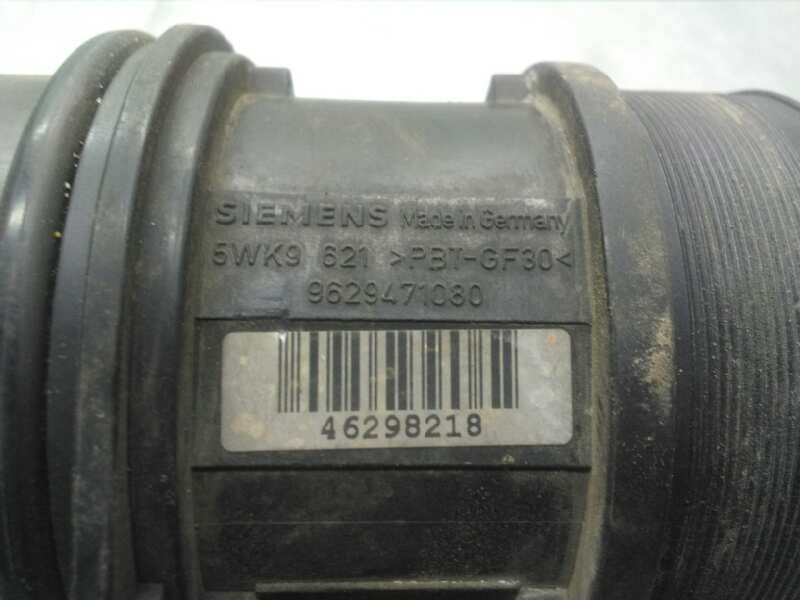 SIEMENS Made in Germany
5WK9 621 >PBT-GF30<
9629471080
46298218